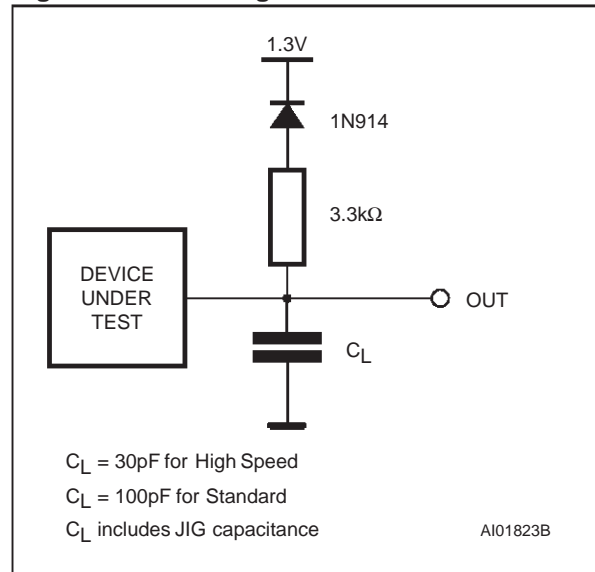 1.3V
1N914
3.3kΩ
DEVICE
UNDER
TEST
OUT
CL
CL = 30pF for High Speed
CL = 100pF for Standard
CL includes JIG capacitance
AI01823B